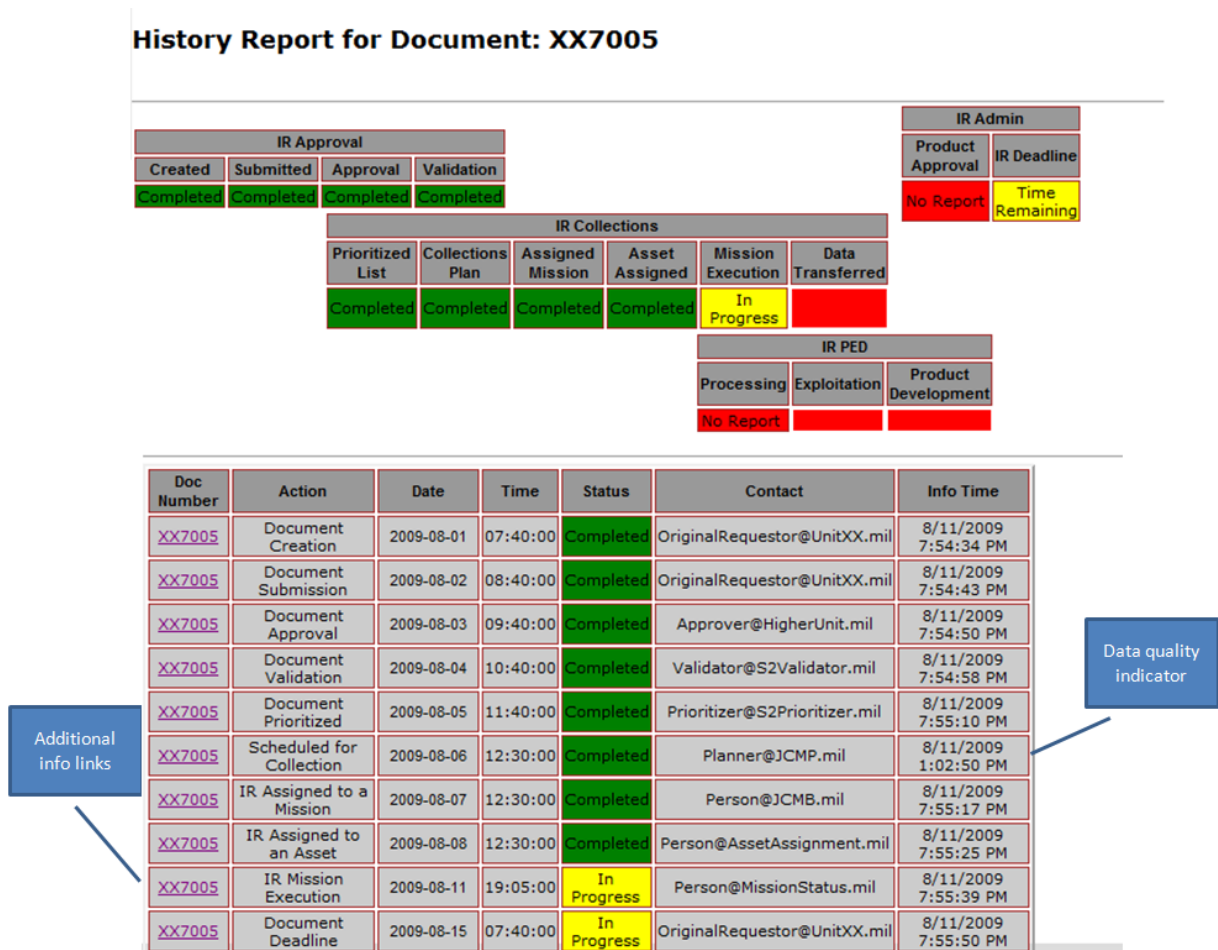 History Report for Document: XX7005
IR Admin
Product Approval IR Deadline
No Report Time Remaining
IR Approval
Created Submitted Approval Validation
Completed Completed Completed Completed
IR Collections
Prioritized List Collections Plan Assigned Mission Asset Assigned Mission Execution Data Transferred
Completed Completed Completed Completed In Progress
IR PED
Processing Exploitation Product Development
No Report
Doc Number Action Date Time Status Contact Info Time
XX7005 Document Creation 2009-08-01 07:40:00 Completed OriginalRequestor@UnitXX.mil 8/11/2009 7:54:34 PM
XX7005 Document Submission 2009-08-02 08:40:00 Completed OriginalRequestor@UnitXX.mil 8/11/2009 7:54:43 PM
XX7005 Document Approval 2009-08-03 09:40:00 Completed Approver@HigherUnit.mil 8/11/2009 7:54:50 PM
XX7005 Document Validation 2009-08-04 10:40:00 Completed Validator@S2Validator.mil 8/11/2009 7:54:58 PM
XX7005 Document Prioritized 2009-08-05 11:40:00 Completed Prioritizer@S2Prioritizer.mil 8/11/2009 7:55:10 PM
XX7005 Scheduled for Collection 2009-08-06 12:30:00 Completed Planner@JCMP.mil 8/11/2009 1:02:50 PM
XX7005 IR Assigned to a Mission 2009-08-07 12:30:00 Completed Person@JCMB.mil 8/11/2009 7:55:17 PM
XX7005 IR Assigned to an Asset 2009-08-08 12:30:00 Completed Person@AssetAssignment.mil 8/11/2009 7:55:25 PM
XX7005 IR Mission Execution 2009-08-11 19:05:00 In Progress Person@MissionStatus.mil 8/11/2009 7:55:39 PM
XX7005 Document Deadline 2009-08-15 07:40:00 In Progress OriginalRequestor@UnitXX.mil 8/11/2009 7:55:50 PM
Data quality indicator
Additional info links